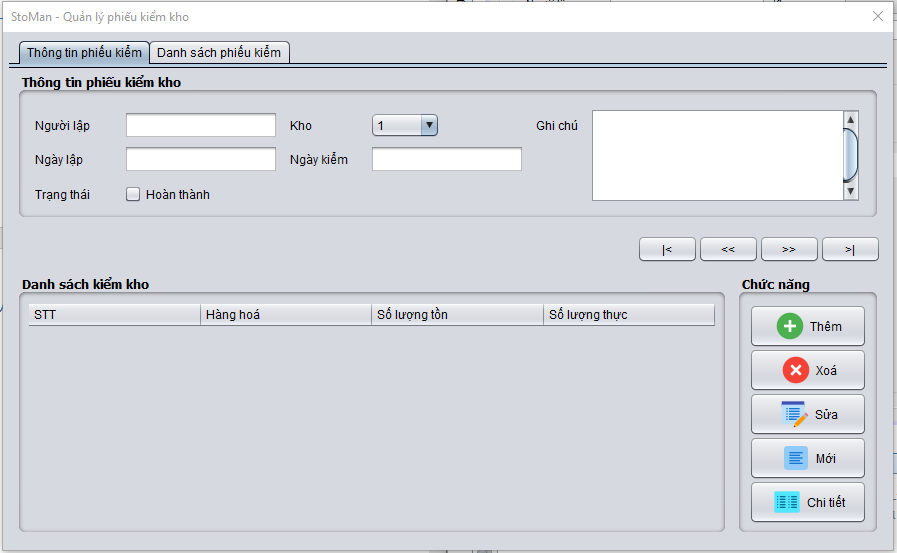 StoMan - Quản lý phiếu kiểm kho
Thông tin phiếu kiểm Danh sách phiếu kiểm
Thông tin phiếu kiểm kho
Người lập Kho 1 Ghi chú
Ngày lập Ngày kiểm
Trạng thái Hoàn thành
|< << >> >|
Danh sách kiểm kho
STT Hàng hoá Số lượng tồn Số lượng thực
Chức năng
Thêm
Xoá
Sửa
Mới
Chi tiết